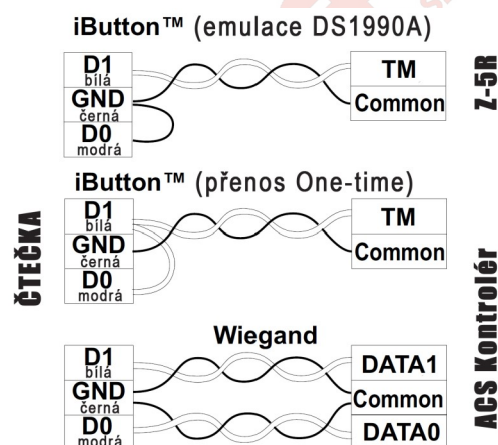 iButton™ (emulace DS1990A)
D1
bílá
GND
černá
D0
modrá
TM
Common
Z-5R
iButton™ (přenos One-time)
D1
bílá
GND
černá
D0
modrá
TM
Common
ČTEČKA
ACS Kontrolér
Wiegand
D1
bílá
GND
černá
D0
modrá
DATA1
Common
DATA0